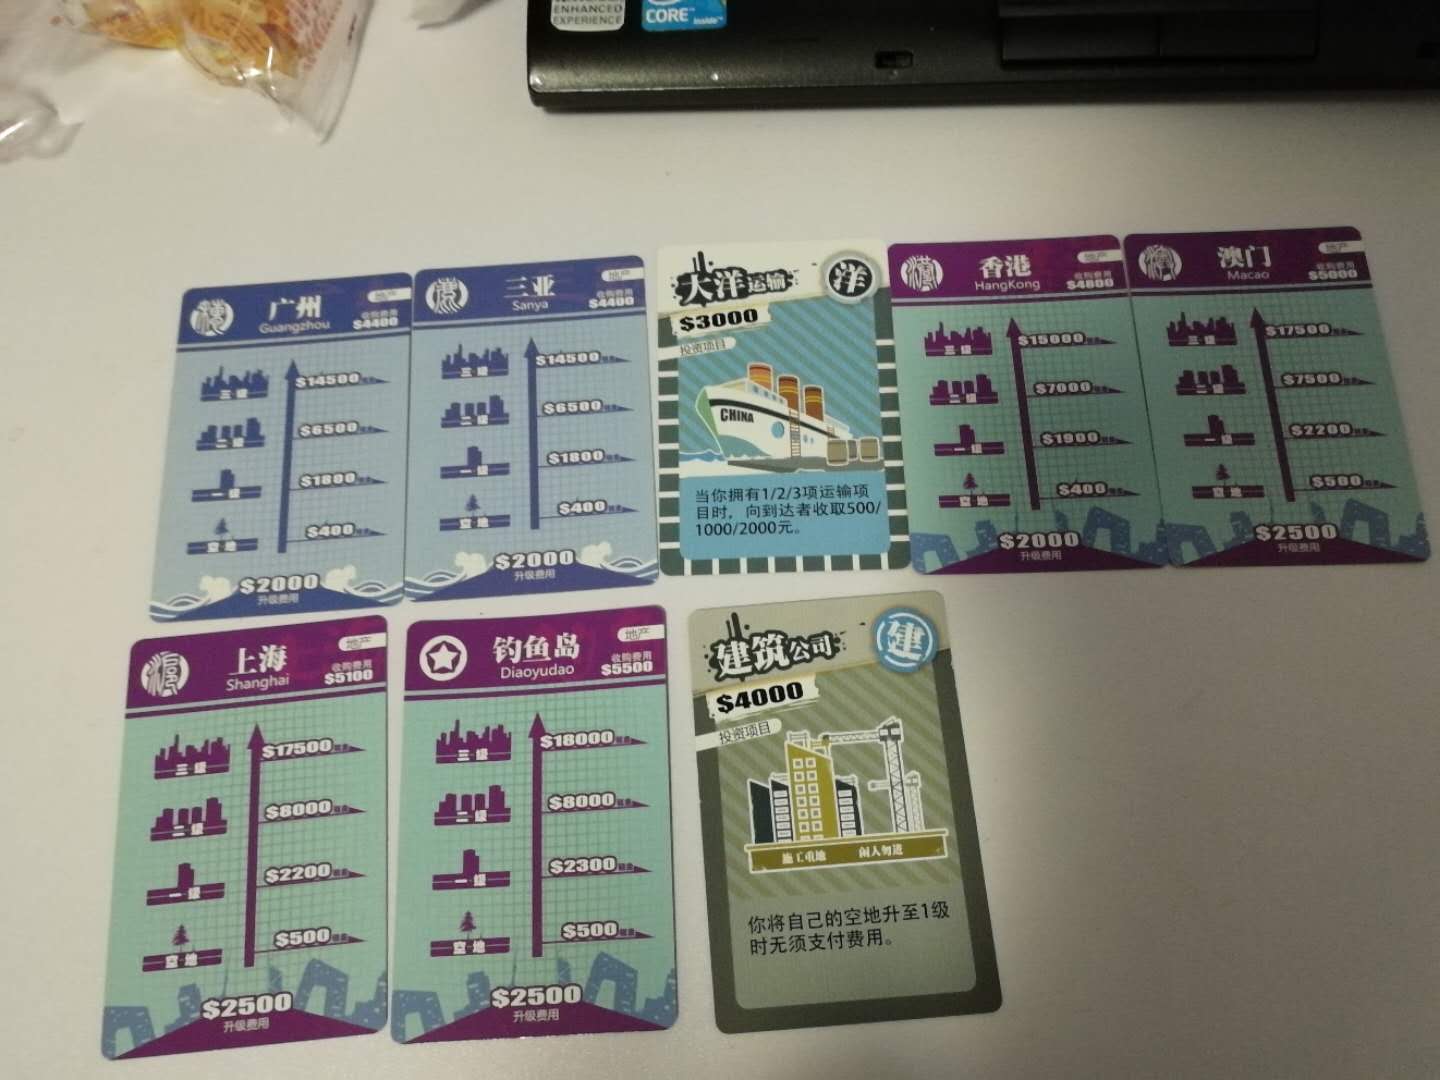 ENHANCED
EXPERIENCE
CORE™
inside™
广州
Guangzhou
地产
收购费用
$4400
三级
$14500
二级
$6500
一级
$1800
空地
$400
$2000
升级费用
三亚
Sanya
地产
收购费用
$4400
三级
$14500
二级
$6500
一级
$1800
空地
$400
$2000
升级费用
大洋运输
洋
$3000
投资项目
CHINA
当你拥有1/2/3项运输项
目时，向到达者收取500/
1000/2000元。
香港
HangKong
地产
收购费用
$4800
三级
$15000
二级
$7000
一级
$1900
空地
$400
$2000
升级费用
澳门
Macao
地产
收购费用
$5000
三级
$17500
二级
$7500
一级
$2200
空地
$500
$2500
升级费用
上海
Shanghai
地产
收购费用
$5100
三级
$17500
二级
$8000
一级
$2200
空地
$500
$2500
升级费用
钓鱼岛
Diaoyudao
地产
收购费用
$5500
三级
$18000
二级
$8000
一级
$2300
空地
$500
$2500
升级费用
建筑公司
建
$4000
投资项目
施工重地 闲人勿进
你将自己的空地升至1级
时无须支付费用。